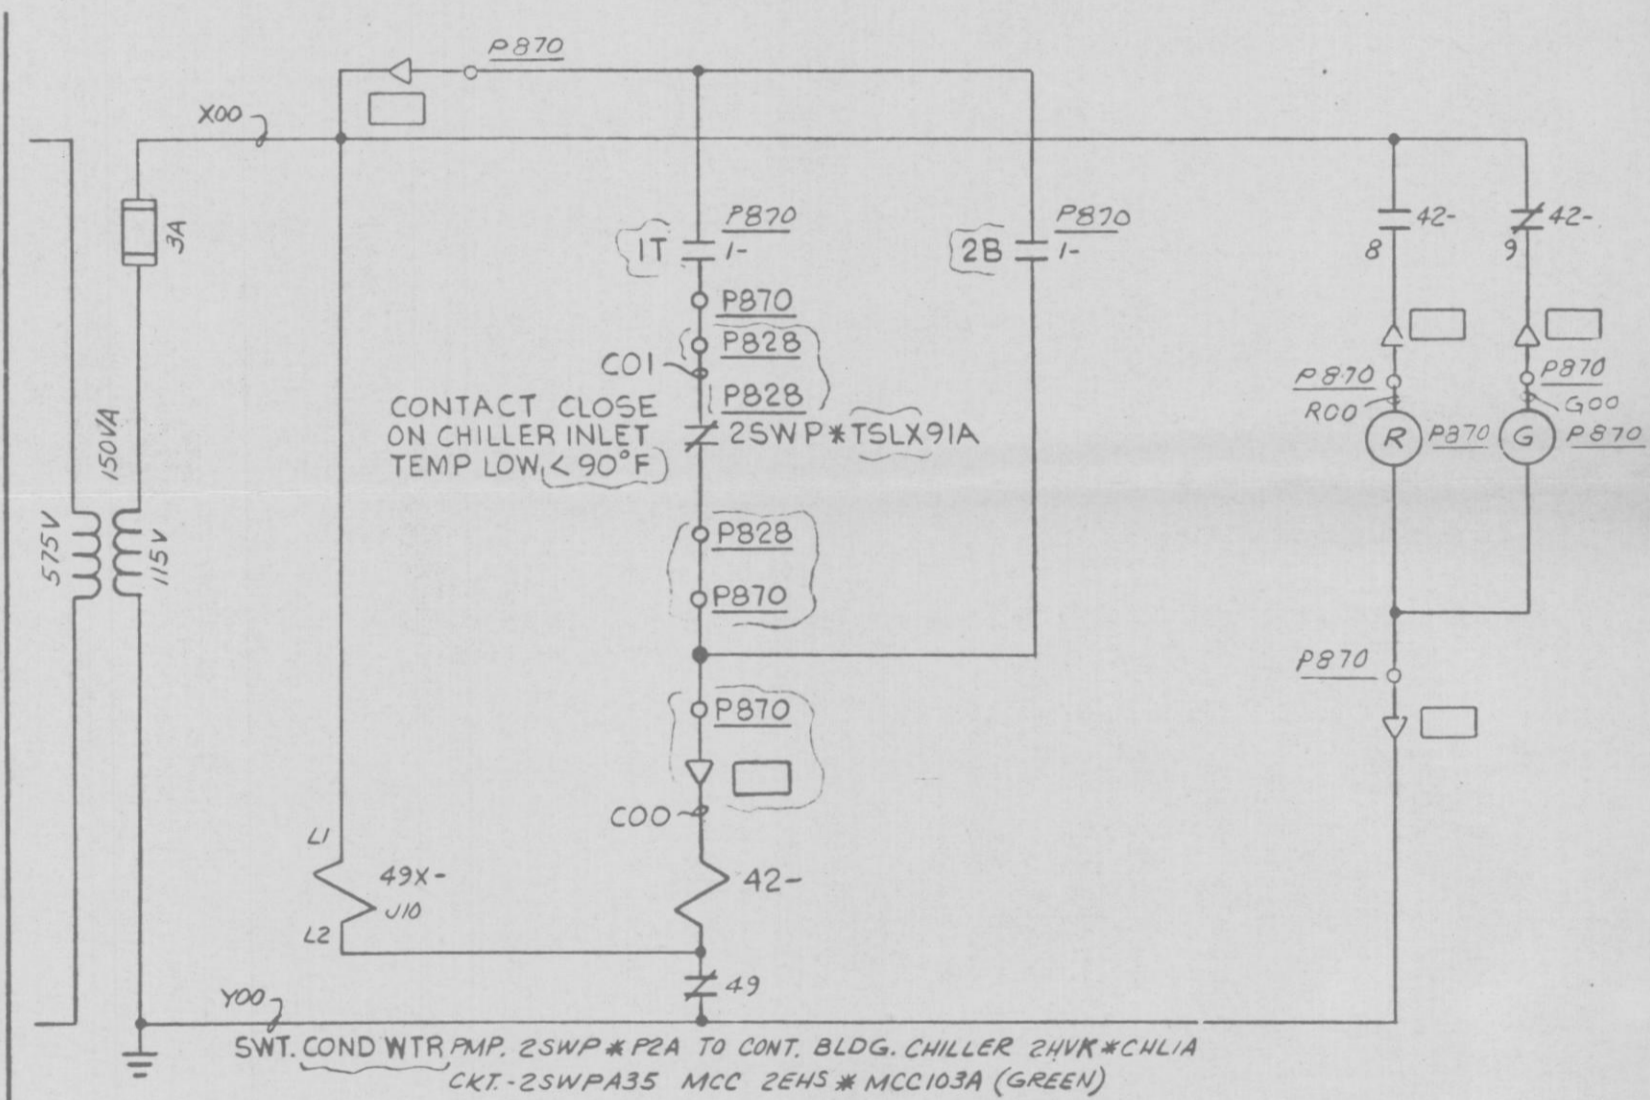 P870
X00
3A
1T
P870
1-
2B
P870
1-
42-
8
42-
9
P870
P828
C01
P828
CONTACT CLOSE
ON CHILLER INLET
TEMP LOW, < 90°F
2SWP*TSLX91A
P870
R00
R
P870
P870
G00
G
P870
150VA
575V
115V
P828
P870
P870
P870
C00
L1
49X-
J10
L2
42-
49
Y00
SWT. COND WTR PMP. 2SWP*P2A TO CONT. BLDG. CHILLER 2HVK*CHL1A
CKT.-2SWPA35 MCC 2EHS*MCC103A (GREEN)